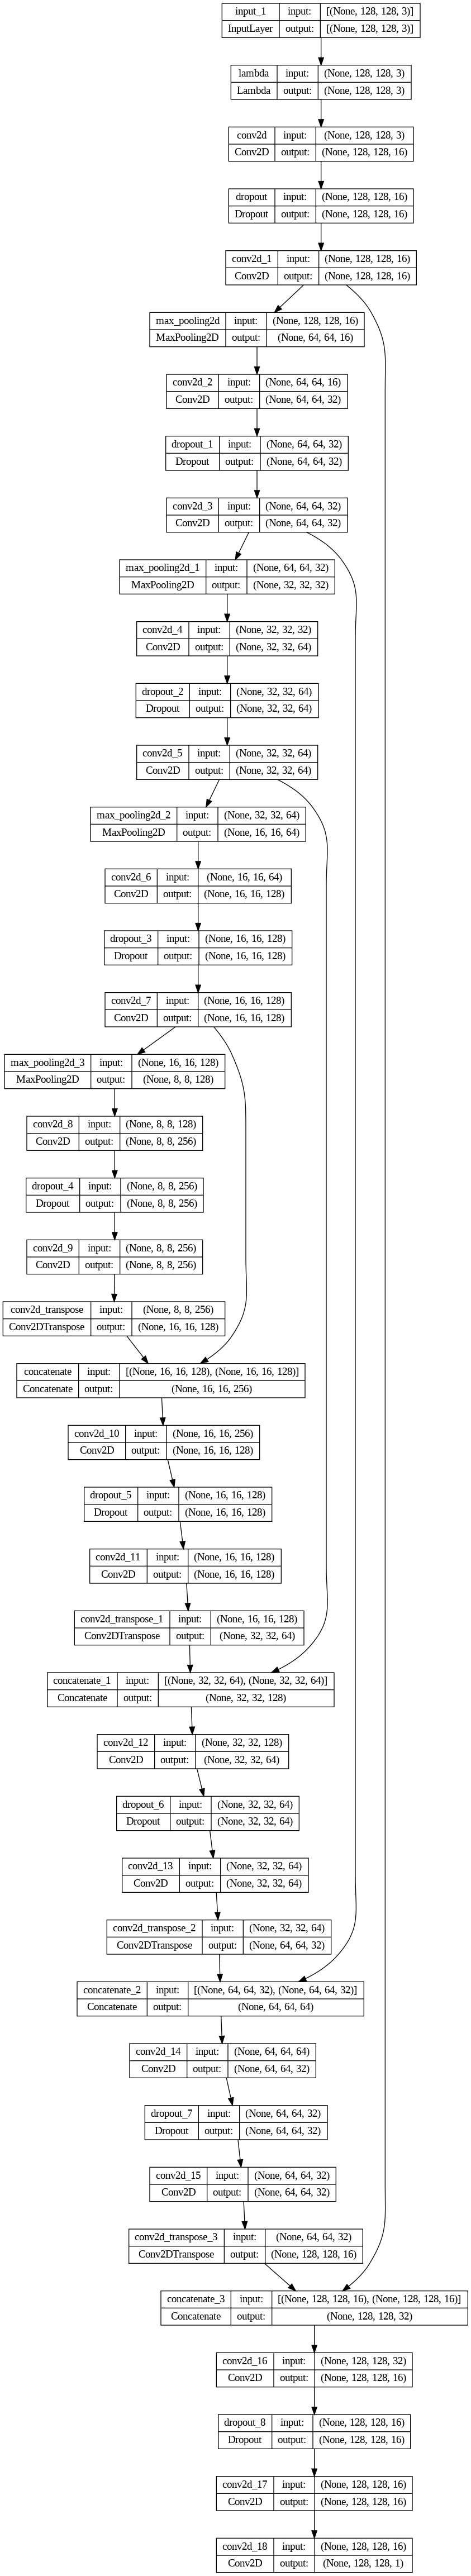 input_1 input: [(None, 128, 128, 3)]
InputLayer output: [(None, 128, 128, 3)]
lambda input: (None, 128, 128, 3)
Lambda output: (None, 128, 128, 3)
conv2d input: (None, 128, 128, 3)
Conv2D output: (None, 128, 128, 16)
dropout input: (None, 128, 128, 16)
Dropout output: (None, 128, 128, 16)
conv2d_1 input: (None, 128, 128, 16)
Conv2D output: (None, 128, 128, 16)
max_pooling2d input: (None, 128, 128, 16)
MaxPooling2D output: (None, 64, 64, 16)
conv2d_2 input: (None, 64, 64, 16)
Conv2D output: (None, 64, 64, 32)
dropout_1 input: (None, 64, 64, 32)
Dropout output: (None, 64, 64, 32)
conv2d_3 input: (None, 64, 64, 32)
Conv2D output: (None, 64, 64, 32)
max_pooling2d_1 input: (None, 64, 64, 32)
MaxPooling2D output: (None, 32, 32, 32)
conv2d_4 input: (None, 32, 32, 32)
Conv2D output: (None, 32, 32, 64)
dropout_2 input: (None, 32, 32, 64)
Dropout output: (None, 32, 32, 64)
conv2d_5 input: (None, 32, 32, 64)
Conv2D output: (None, 32, 32, 64)
max_pooling2d_2 input: (None, 32, 32, 64)
MaxPooling2D output: (None, 16, 16, 64)
conv2d_6 input: (None, 16, 16, 64)
Conv2D output: (None, 16, 16, 128)
dropout_3 input: (None, 16, 16, 128)
Dropout output: (None, 16, 16, 128)
conv2d_7 input: (None, 16, 16, 128)
Conv2D output: (None, 16, 16, 128)
max_pooling2d_3 input: (None, 16, 16, 128)
MaxPooling2D output: (None, 8, 8, 128)
conv2d_8 input: (None, 8, 8, 128)
Conv2D output: (None, 8, 8, 256)
dropout_4 input: (None, 8, 8, 256)
Dropout output: (None, 8, 8, 256)
conv2d_9 input: (None, 8, 8, 256)
Conv2D output: (None, 8, 8, 256)
conv2d_transpose input: (None, 8, 8, 256)
Conv2DTranspose output: (None, 16, 16, 128)
concatenate input: [(None, 16, 16, 128), (None, 16, 16, 128)]
Concatenate output: (None, 16, 16, 256)
conv2d_10 input: (None, 16, 16, 256)
Conv2D output: (None, 16, 16, 128)
dropout_5 input: (None, 16, 16, 128)
Dropout output: (None, 16, 16, 128)
conv2d_11 input: (None, 16, 16, 128)
Conv2D output: (None, 16, 16, 128)
conv2d_transpose_1 input: (None, 16, 16, 128)
Conv2DTranspose output: (None, 32, 32, 64)
concatenate_1 input: [(None, 32, 32, 64), (None, 32, 32, 64)]
Concatenate output: (None, 32, 32, 128)
conv2d_12 input: (None, 32, 32, 128)
Conv2D output: (None, 32, 32, 64)
dropout_6 input: (None, 32, 32, 64)
Dropout output: (None, 32, 32, 64)
conv2d_13 input: (None, 32, 32, 64)
Conv2D output: (None, 32, 32, 64)
conv2d_transpose_2 input: (None, 32, 32, 64)
Conv2DTranspose output: (None, 64, 64, 32)
concatenate_2 input: [(None, 64, 64, 32), (None, 64, 64, 32)]
Concatenate output: (None, 64, 64, 64)
conv2d_14 input: (None, 64, 64, 64)
Conv2D output: (None, 64, 64, 32)
dropout_7 input: (None, 64, 64, 32)
Dropout output: (None, 64, 64, 32)
conv2d_15 input: (None, 64, 64, 32)
Conv2D output: (None, 64, 64, 32)
conv2d_transpose_3 input: (None, 64, 64, 32)
Conv2DTranspose output: (None, 128, 128, 16)
concatenate_3 input: [(None, 128, 128, 16), (None, 128, 128, 16)]
Concatenate output: (None, 128, 128, 32)
conv2d_16 input: (None, 128, 128, 32)
Conv2D output: (None, 128, 128, 16)
dropout_8 input: (None, 128, 128, 16)
Dropout output: (None, 128, 128, 16)
conv2d_17 input: (None, 128, 128, 16)
Conv2D output: (None, 128, 128, 16)
conv2d_18 input: (None, 128, 128, 16)
Conv2D output: (None, 128, 128, 1)